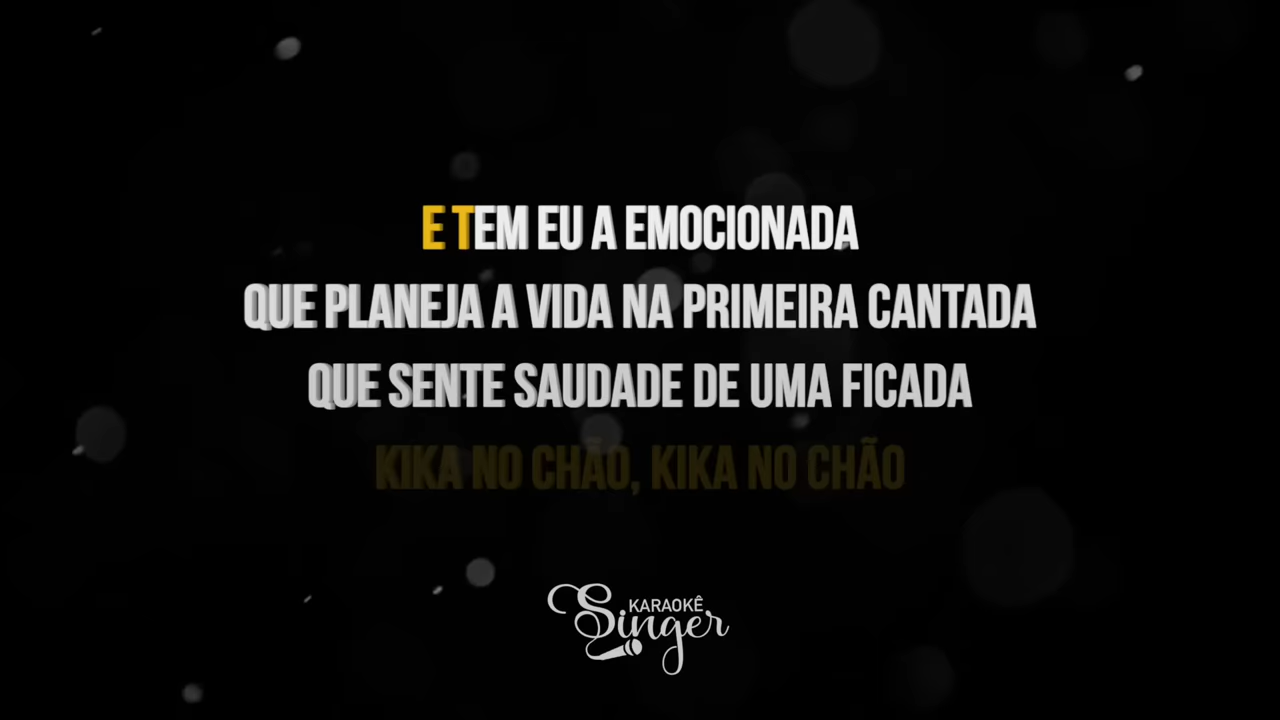 E TEM EU A EMOCIONADA
QUE PLANEJA A VIDA NA PRIMEIRA CANTADA
QUE SENTE SAUDADE DE UMA FICADA
KIKA NO CHÃO, KIKA NO CHÃO
KARAOKÊ
Singer